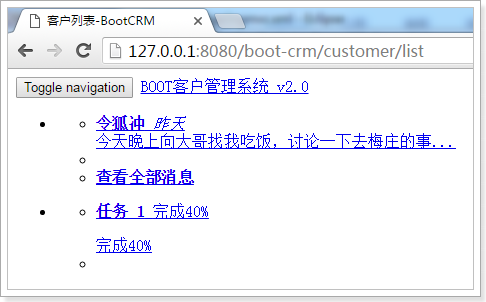 客户列表-BootCRM
127.0.0.1:8080/boot-crm/customer/list
Toggle navigation BOOT客户管理系统 v2.0
令狐冲 昨天
今天晚上向大哥找我吃饭，讨论一下去梅庄的事...
查看全部消息
任务 1 完成40%
完成40%